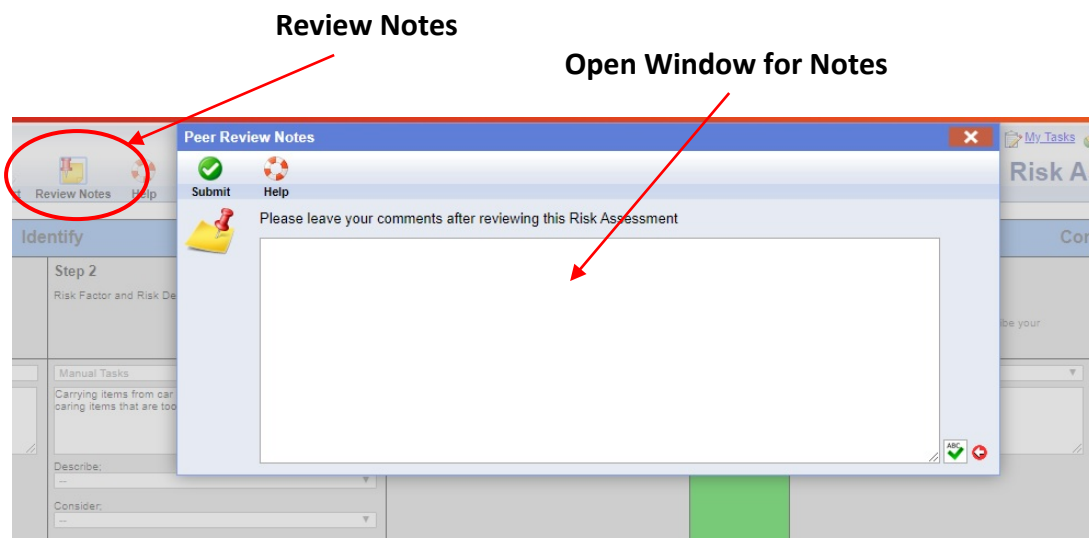 Review Notes
Open Window for Notes
Peer Review Notes
My Tasks
Review Notes
Help
Submit
Help
Risk A
Please leave your comments after reviewing this Risk Assessment
Identify
Step 2
Risk Factor and Risk De
be your
Manual Tasks
Carrying items from car
caring items that are too
Describe:
--
Consider:
--
ABC